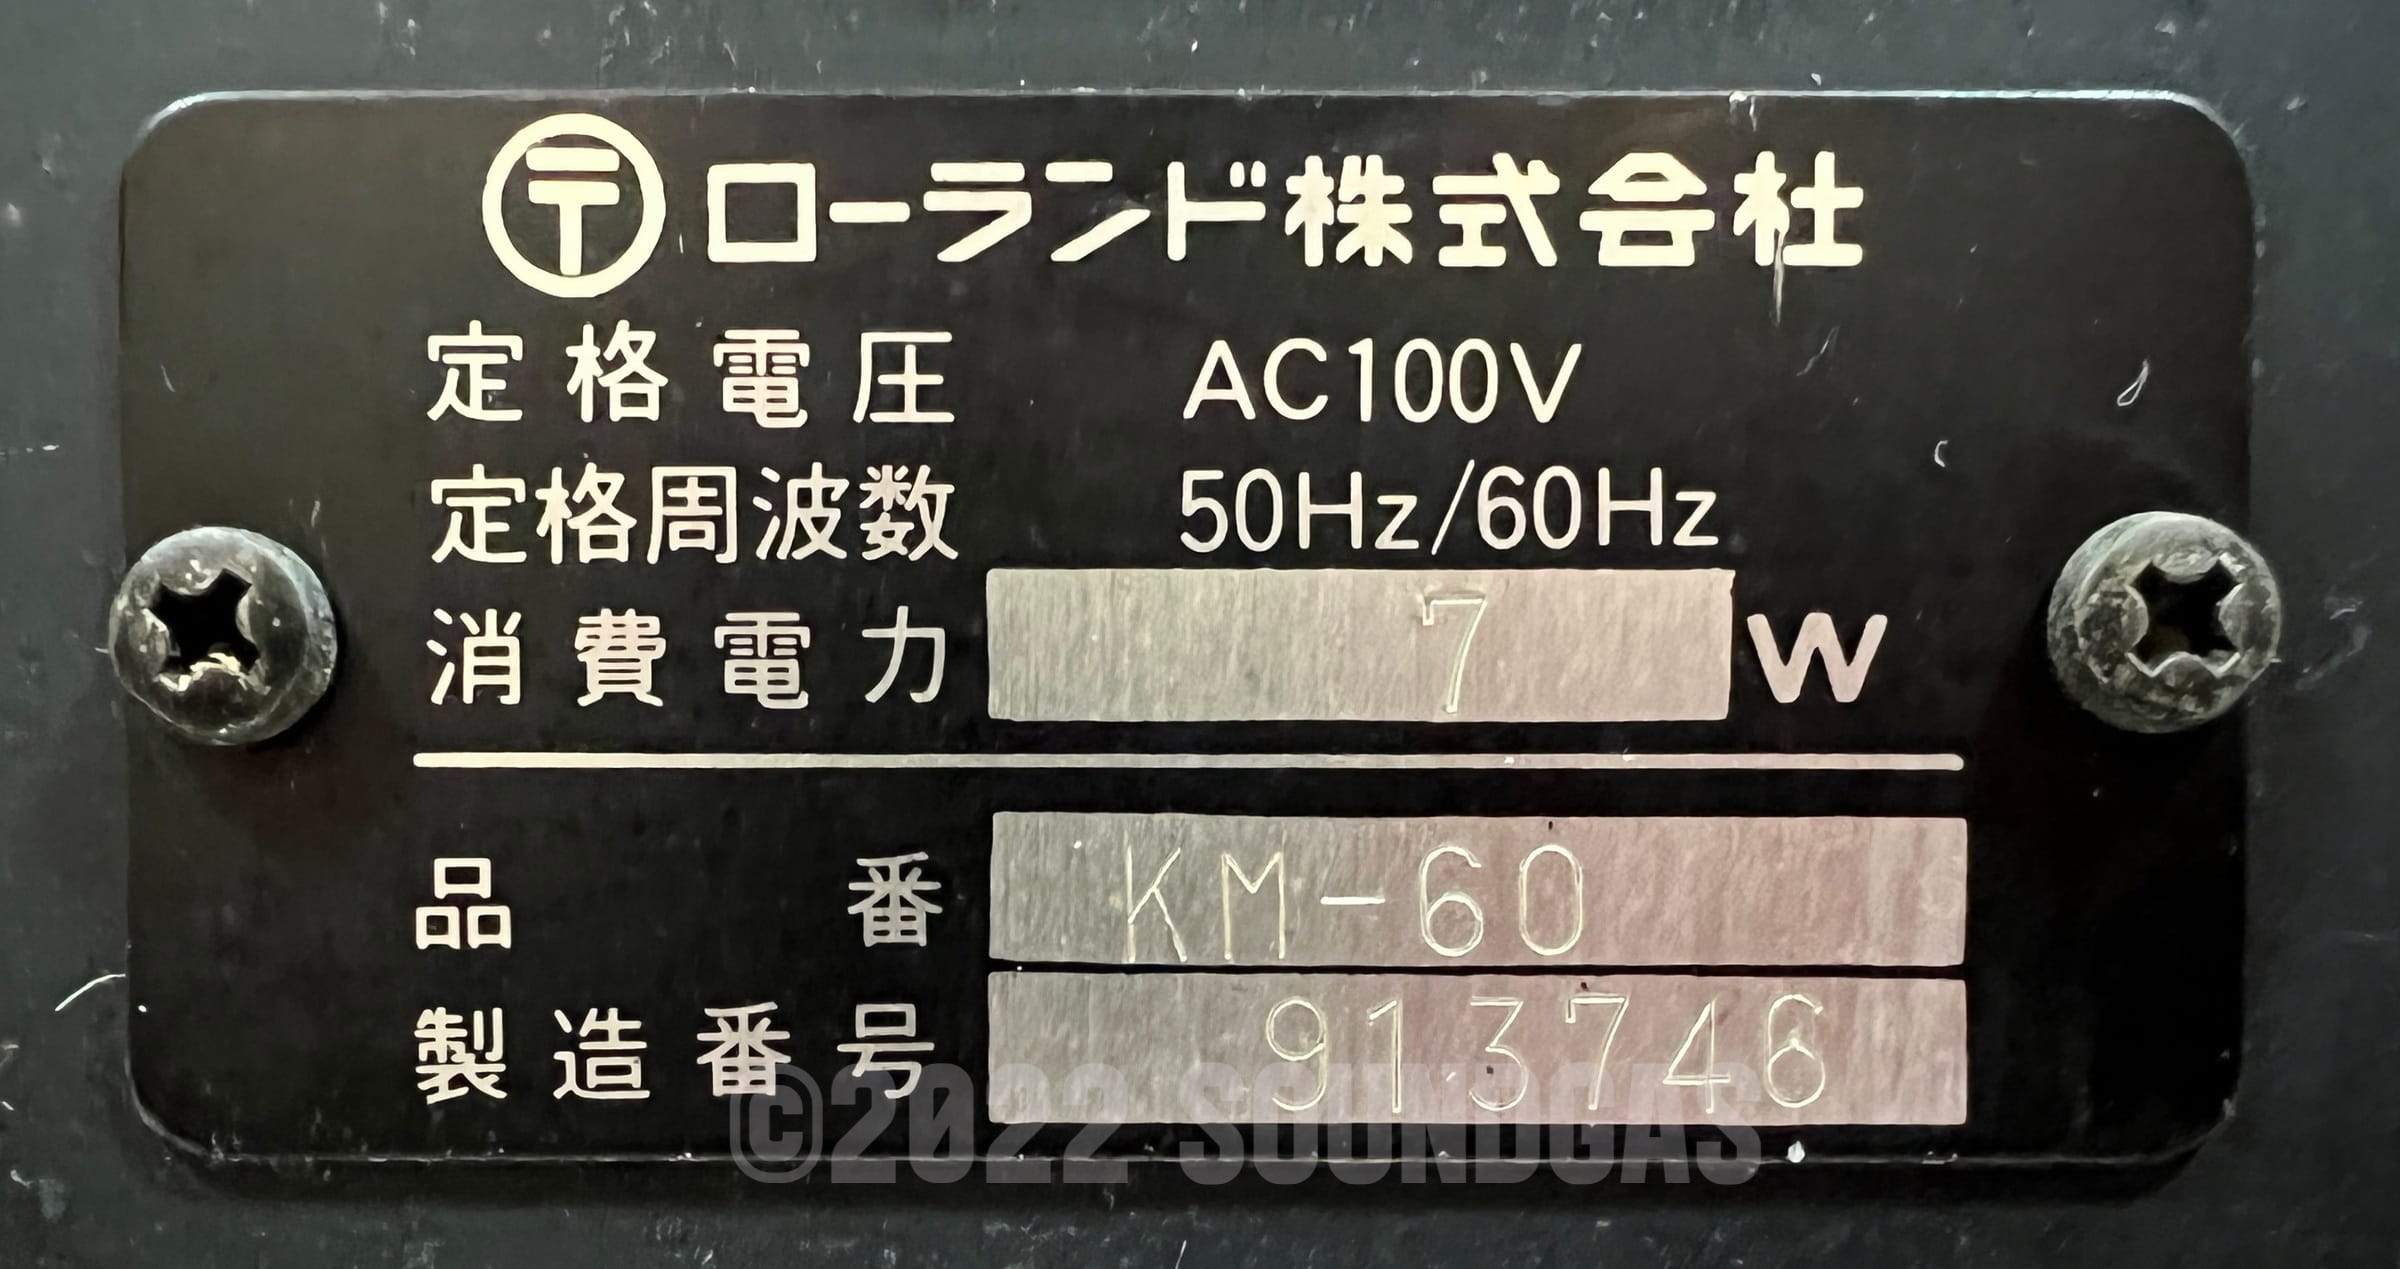 〒 ローランド株式会社
定格電圧 AC100V
定格周波数 50Hz/60Hz
消費電力 7 W
品番 KM-60
製造番号 913746
©2022 SOUNDGAS